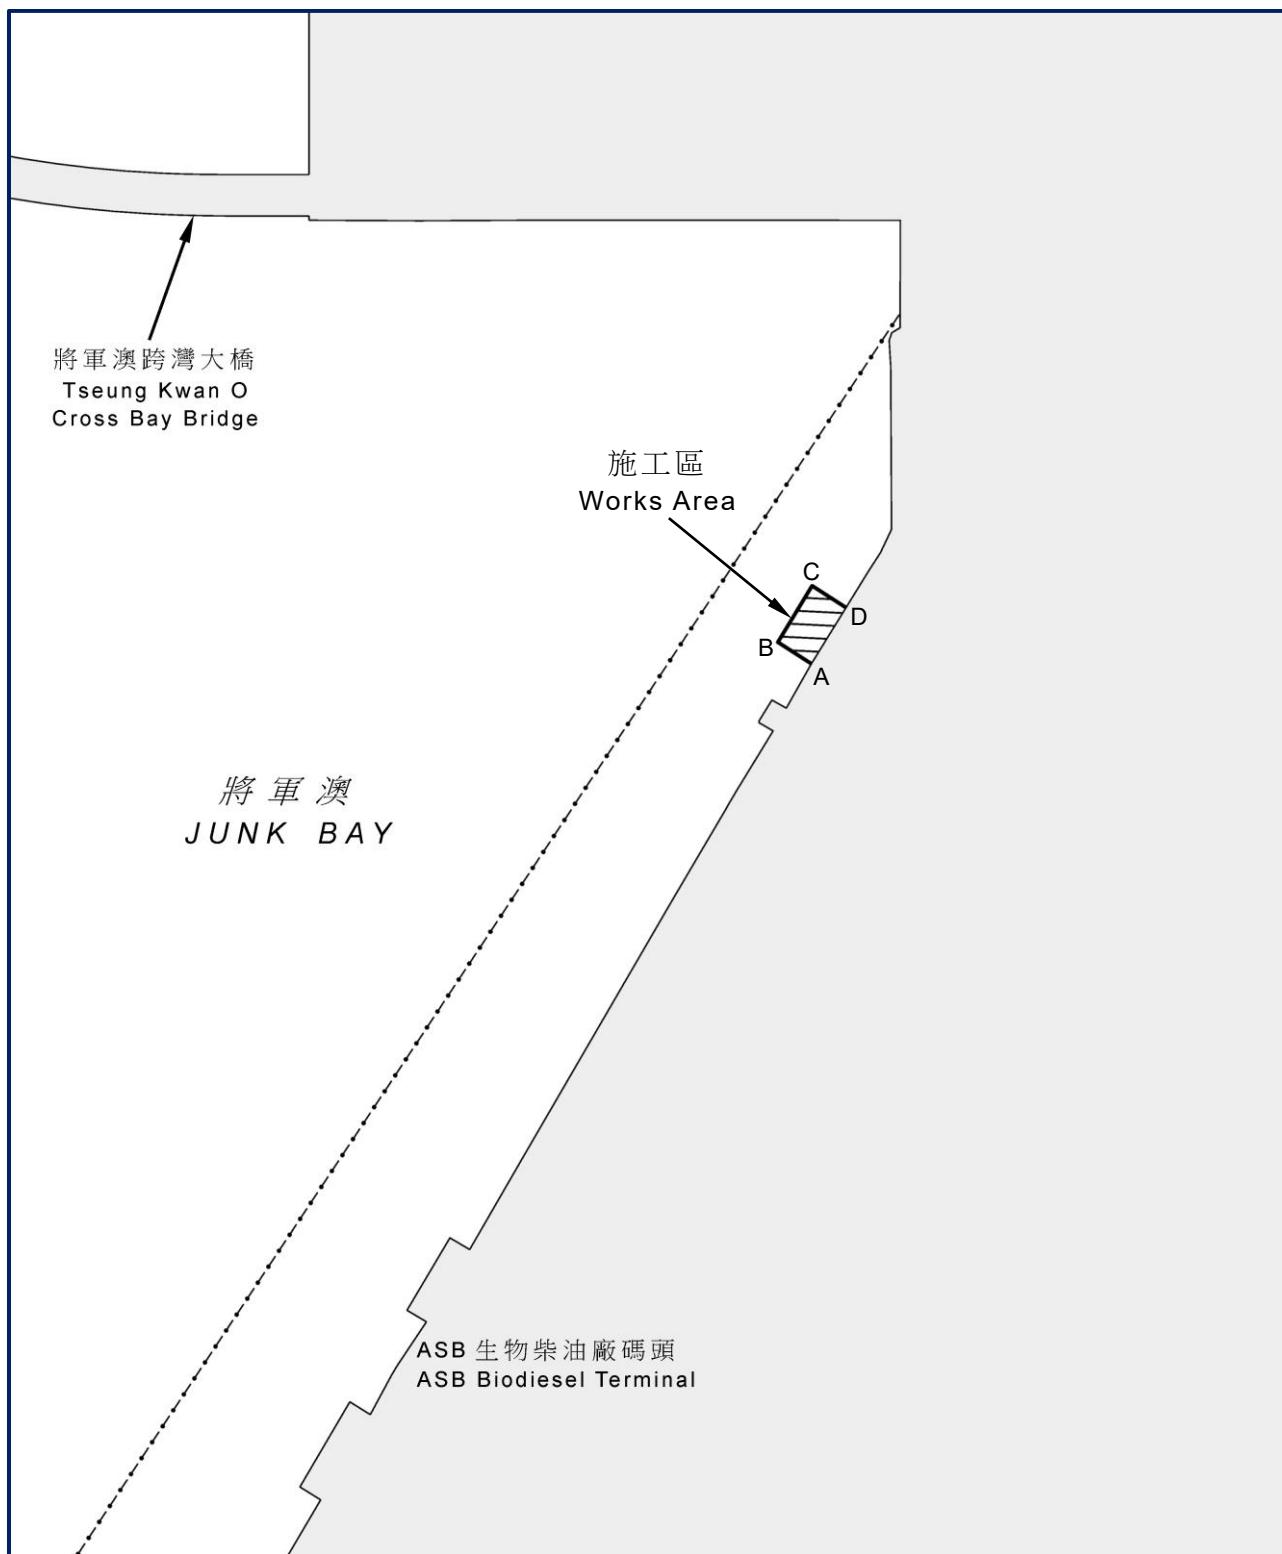 將軍澳跨灣大橋
Tseung Kwan O
Cross Bay Bridge
施工區
Works Area
C
D
B
A
將軍澳
JUNK BAY
ASB 生物柴油廠碼頭
ASB Biodiesel Terminal